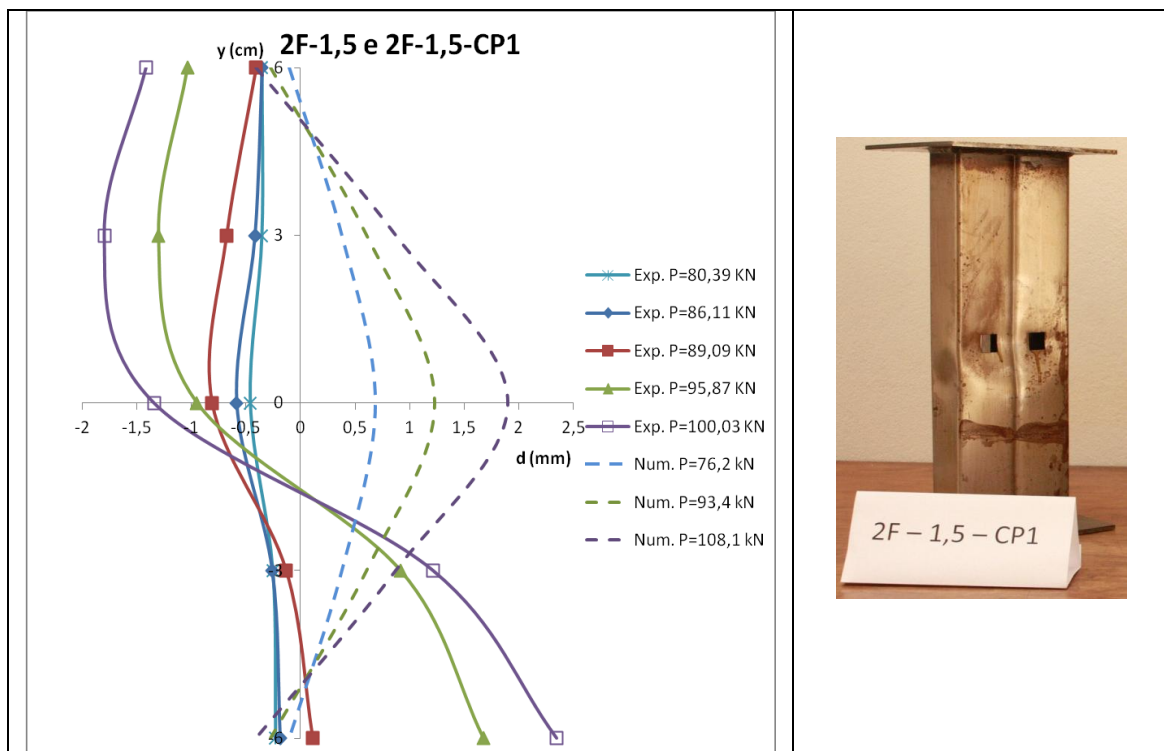 2F-1,5 e 2F-1,5-CP1
y (cm)
6
3
0
-3
-6
-2 -1,5 -1 -0,5 0 0,5 1 1,5 2 2,5
d (mm)
Exp. P=80,39 KN
Exp. P=86,11 KN
Exp. P=89,09 KN
Exp. P=95,87 KN
Exp. P=100,03 KN
Num. P=76,2 kN
Num. P=93,4 kN
Num. P=108,1 kN
2F – 1,5 – CP1